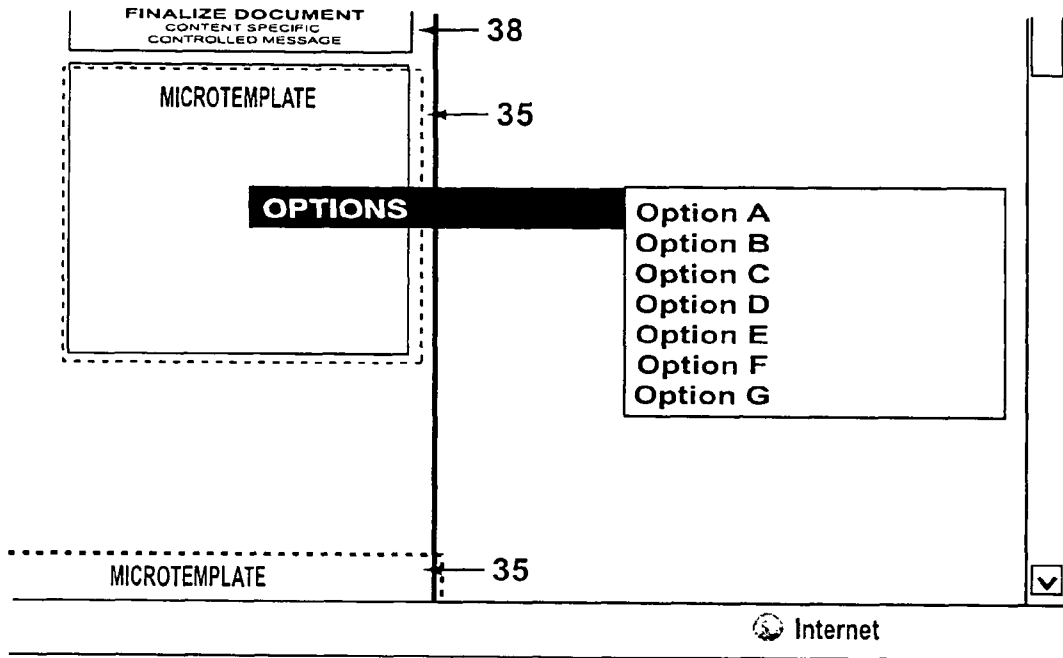 FINALIZE DOCUMENT
CONTENT SPECIFIC
CONTROLLED MESSAGE
38
MICROTEMPLATE
35
OPTIONS
Option A
Option B
Option C
Option D
Option E
Option F
Option G
MICROTEMPLATE
35
Internet